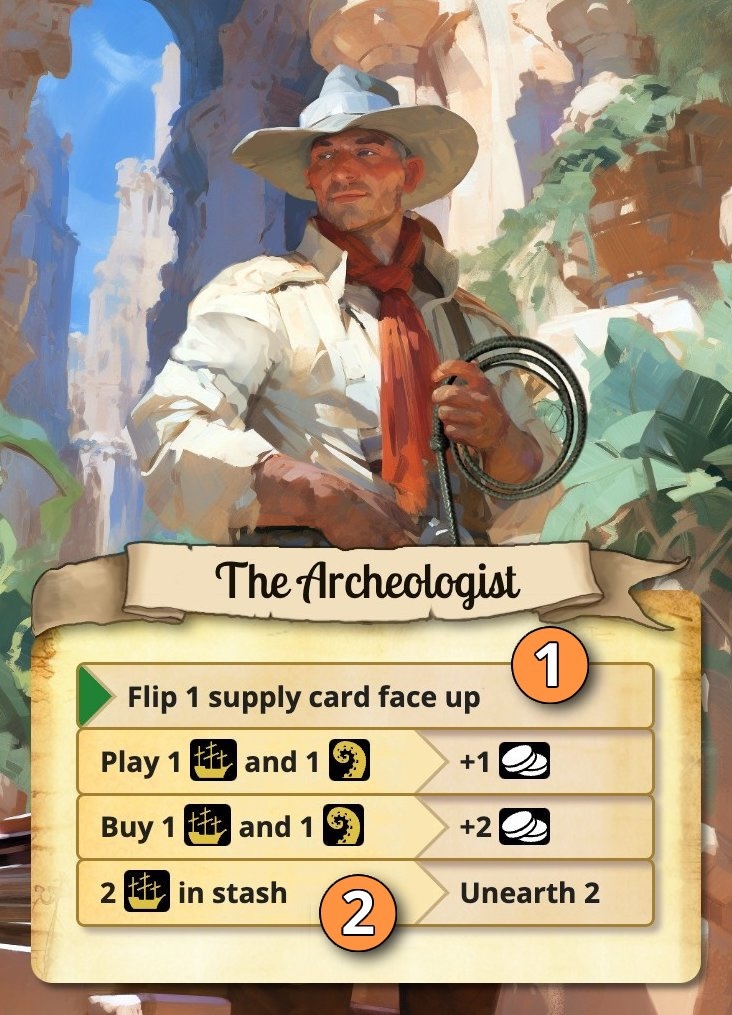 The Archeologist
1
Flip 1 supply card face up
Play 1 and 1 +1
Buy 1 and 1 +2
2 in stash Unearth 2
2